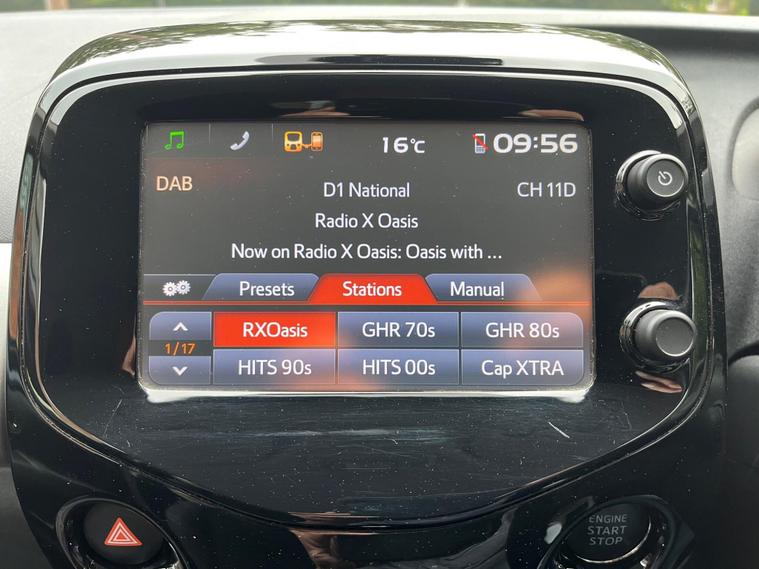 16°C 09:56
DAB D1 National CH 11D
Radio X Oasis
Now on Radio X Oasis: Oasis with ...
Presets Stations Manual
RXOasis GHR 70s GHR 80s
1/17
HITS 90s HITS 00s Cap XTRA
ENGINE
START
STOP